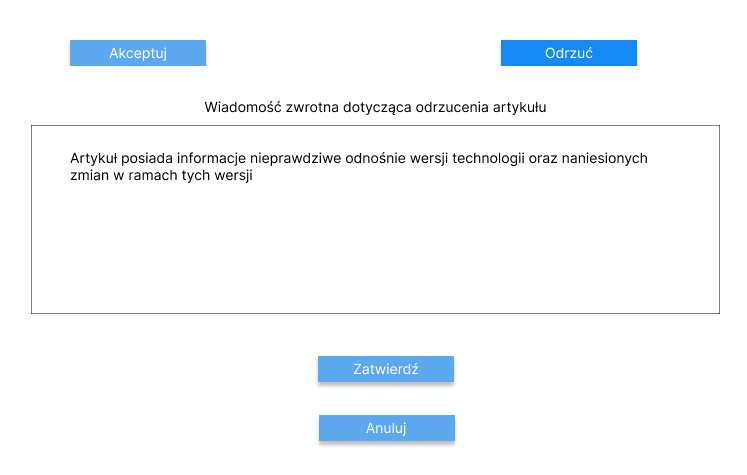 Akceptuj
Odrzuć
Wiadomość zwrotna dotycząca odrzucenia artykułu
Artykuł posiada informacje nieprawdziwe odnośnie wersji technologii oraz naniesionych
zmian w ramach tych wersji
Zatwierdź
Anuluj